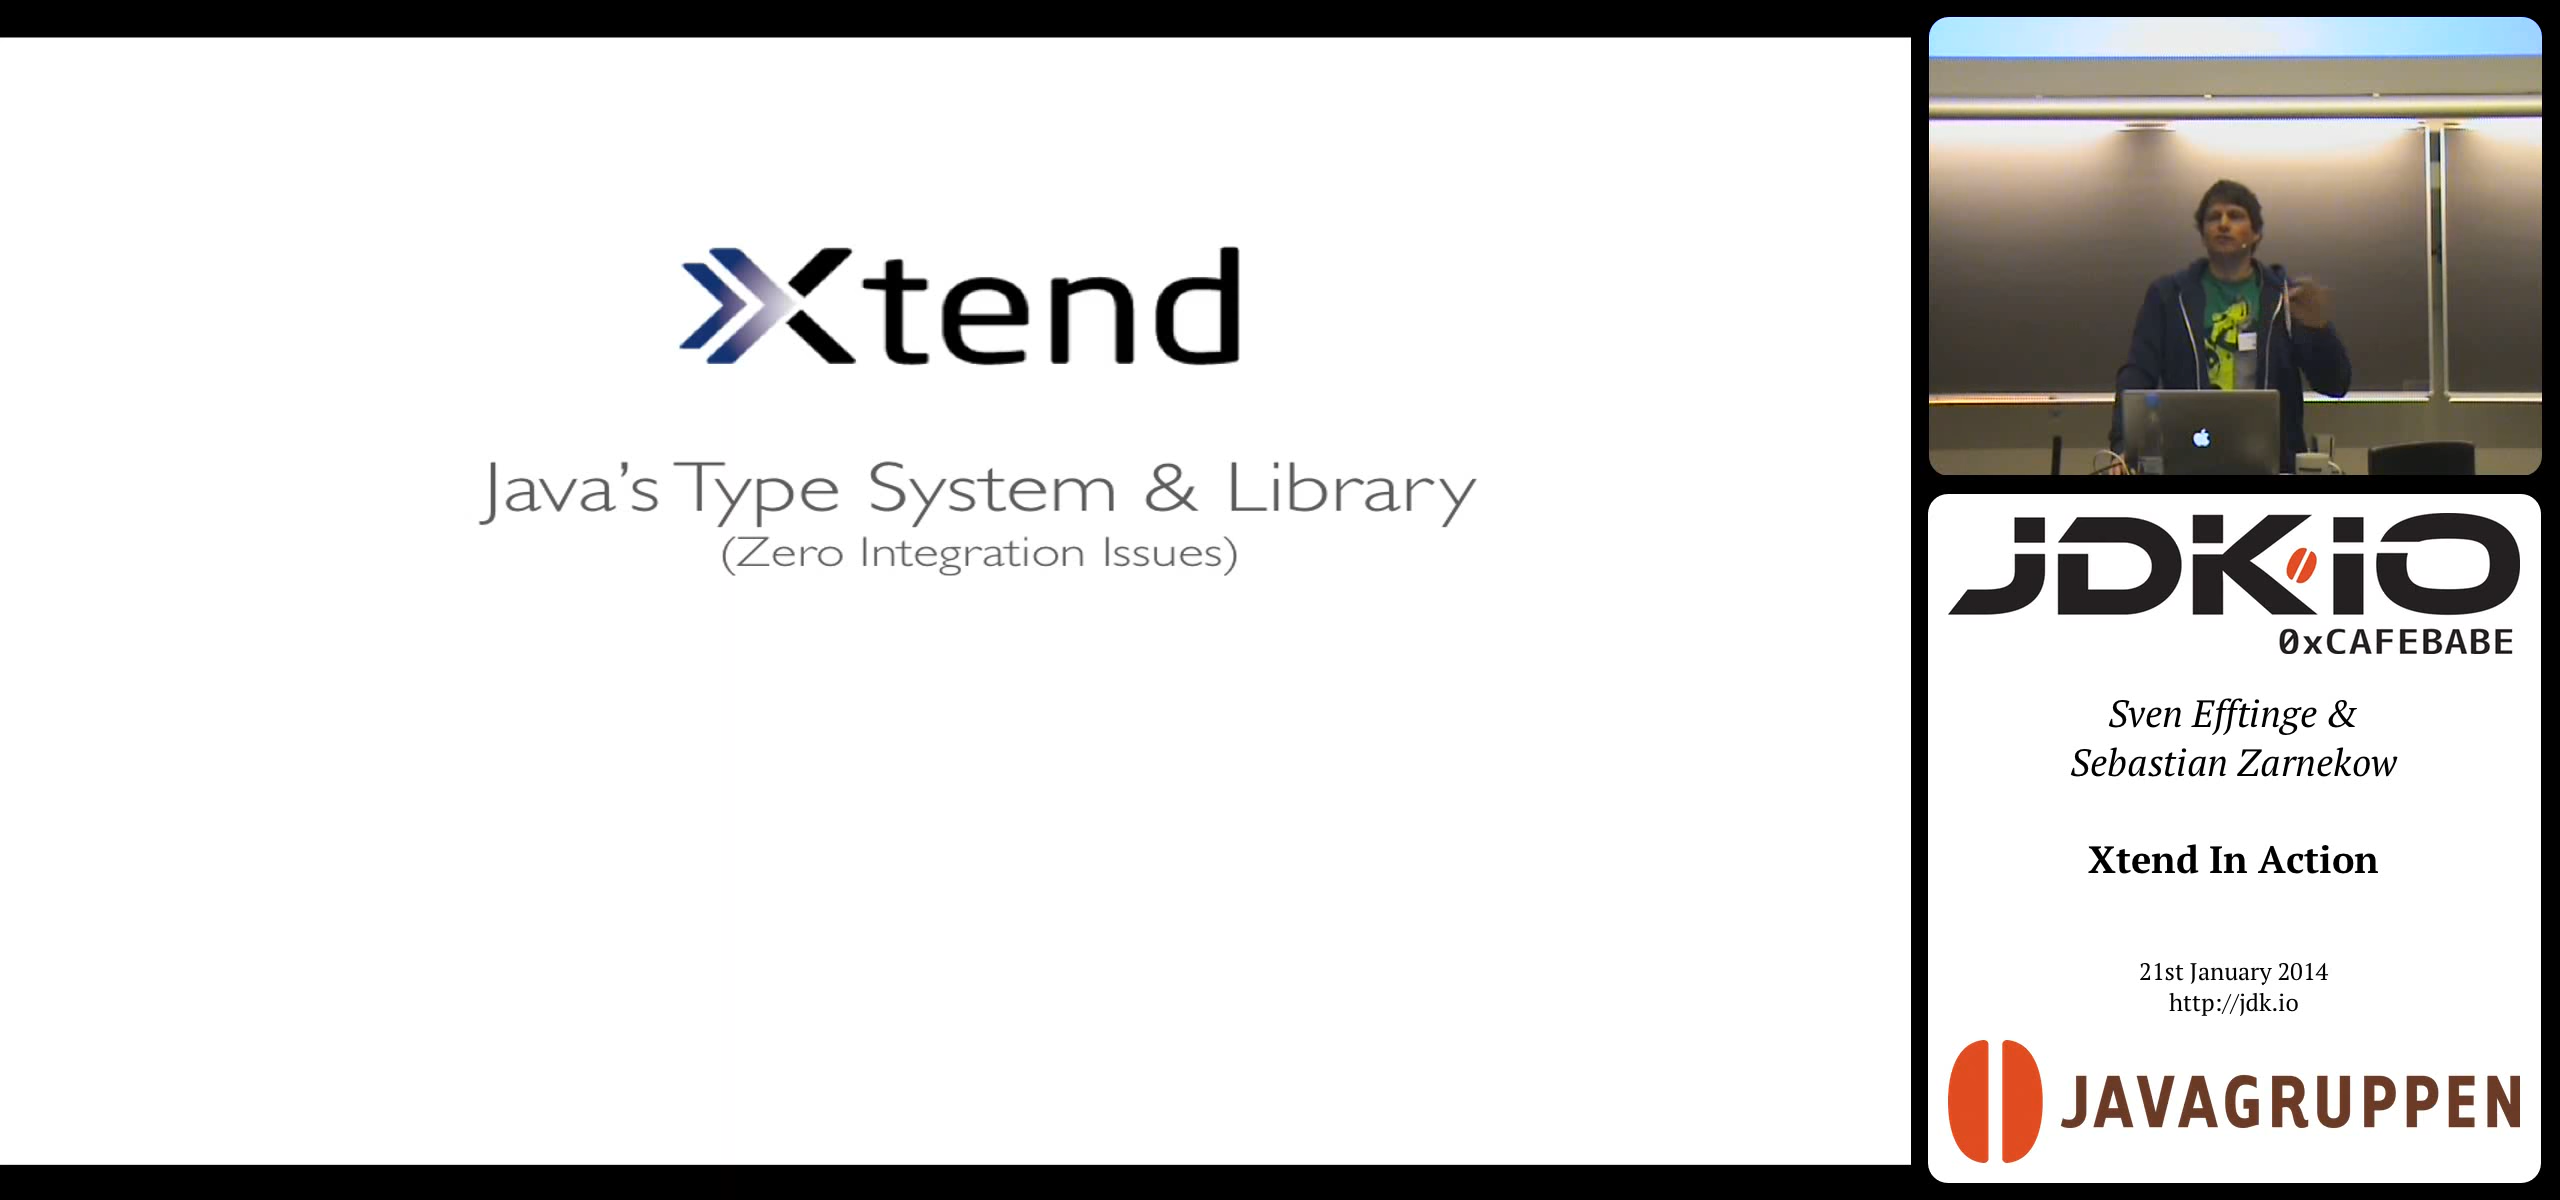 Xtend
Java’s Type System & Library
(Zero Integration Issues)
JDK.IO
0xCAFEBABE
Sven Efftinge &
Sebastian Zarnekow
Xtend In Action
21st January 2014
http://jdk.io
JAVAGRUPPEN